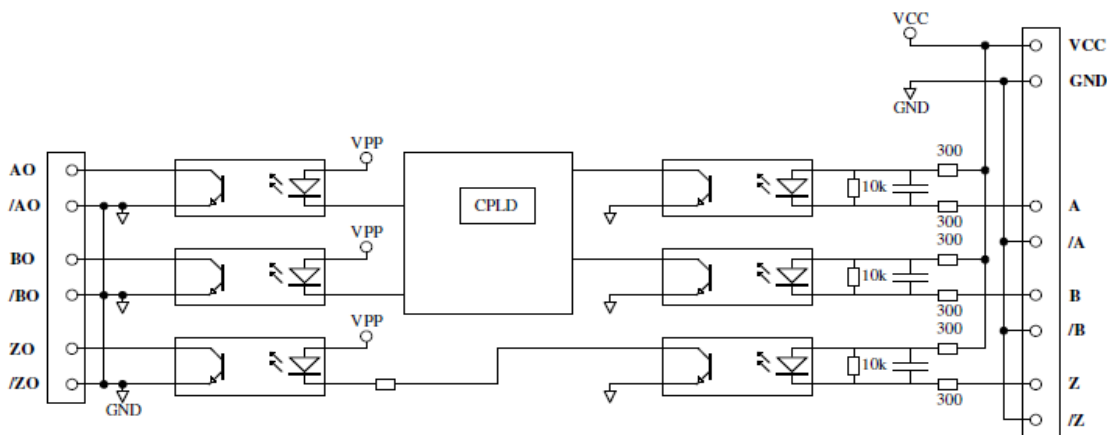 VCC
VCC
GND
GND
VPP
300
AO
10k
CPLD
/AO
A
300
VPP
300
/A
BO
10k
/BO
B
VPP
300
300
/B
ZO
10k
/ZO
Z
GND
300
/Z